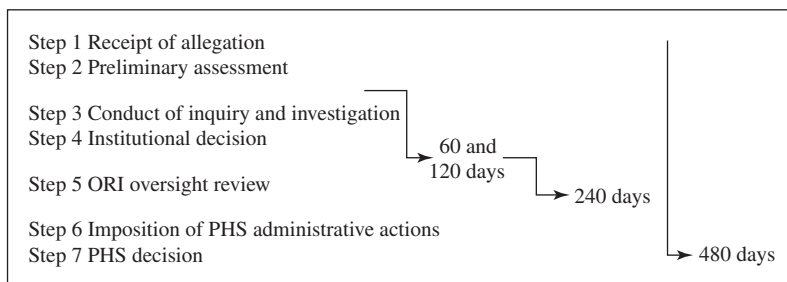 Step 1 Receipt of allegation
Step 2 Preliminary assessment
Step 3 Conduct of inquiry and investigation
Step 4 Institutional decision
60 and
120 days
Step 5 ORI oversight review
240 days
Step 6 Imposition of PHS administrative actions
Step 7 PHS decision
480 days